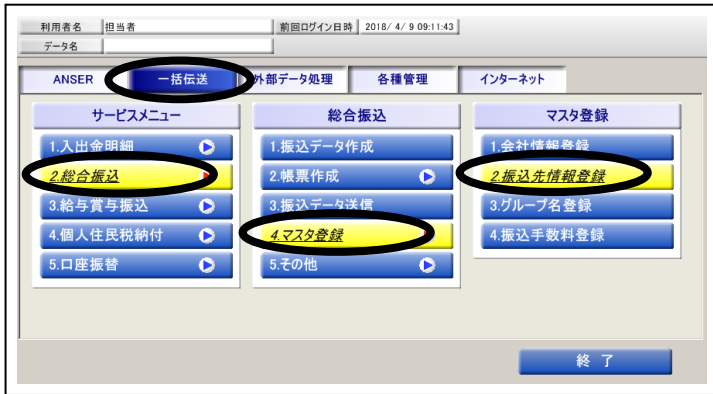 利用者名 担当者 前回ログイン日時 2018/ 4/ 9 09:11:43
データ名
ANSER 一括伝送 外部データ処理 各種管理 インターネット
サービスメニュー
1.入出金明細
2.総合振込
3.給与賞与振込
4.個人住民税納付
5.口座振替
総合振込
1.振込データ作成
2.帳票作成
3.振込データ送信
4.マスタ登録
5.その他
マスタ登録
1.会社情報登録
2.振込先情報登録
3.グループ名登録
4.振込手数料登録
終 了